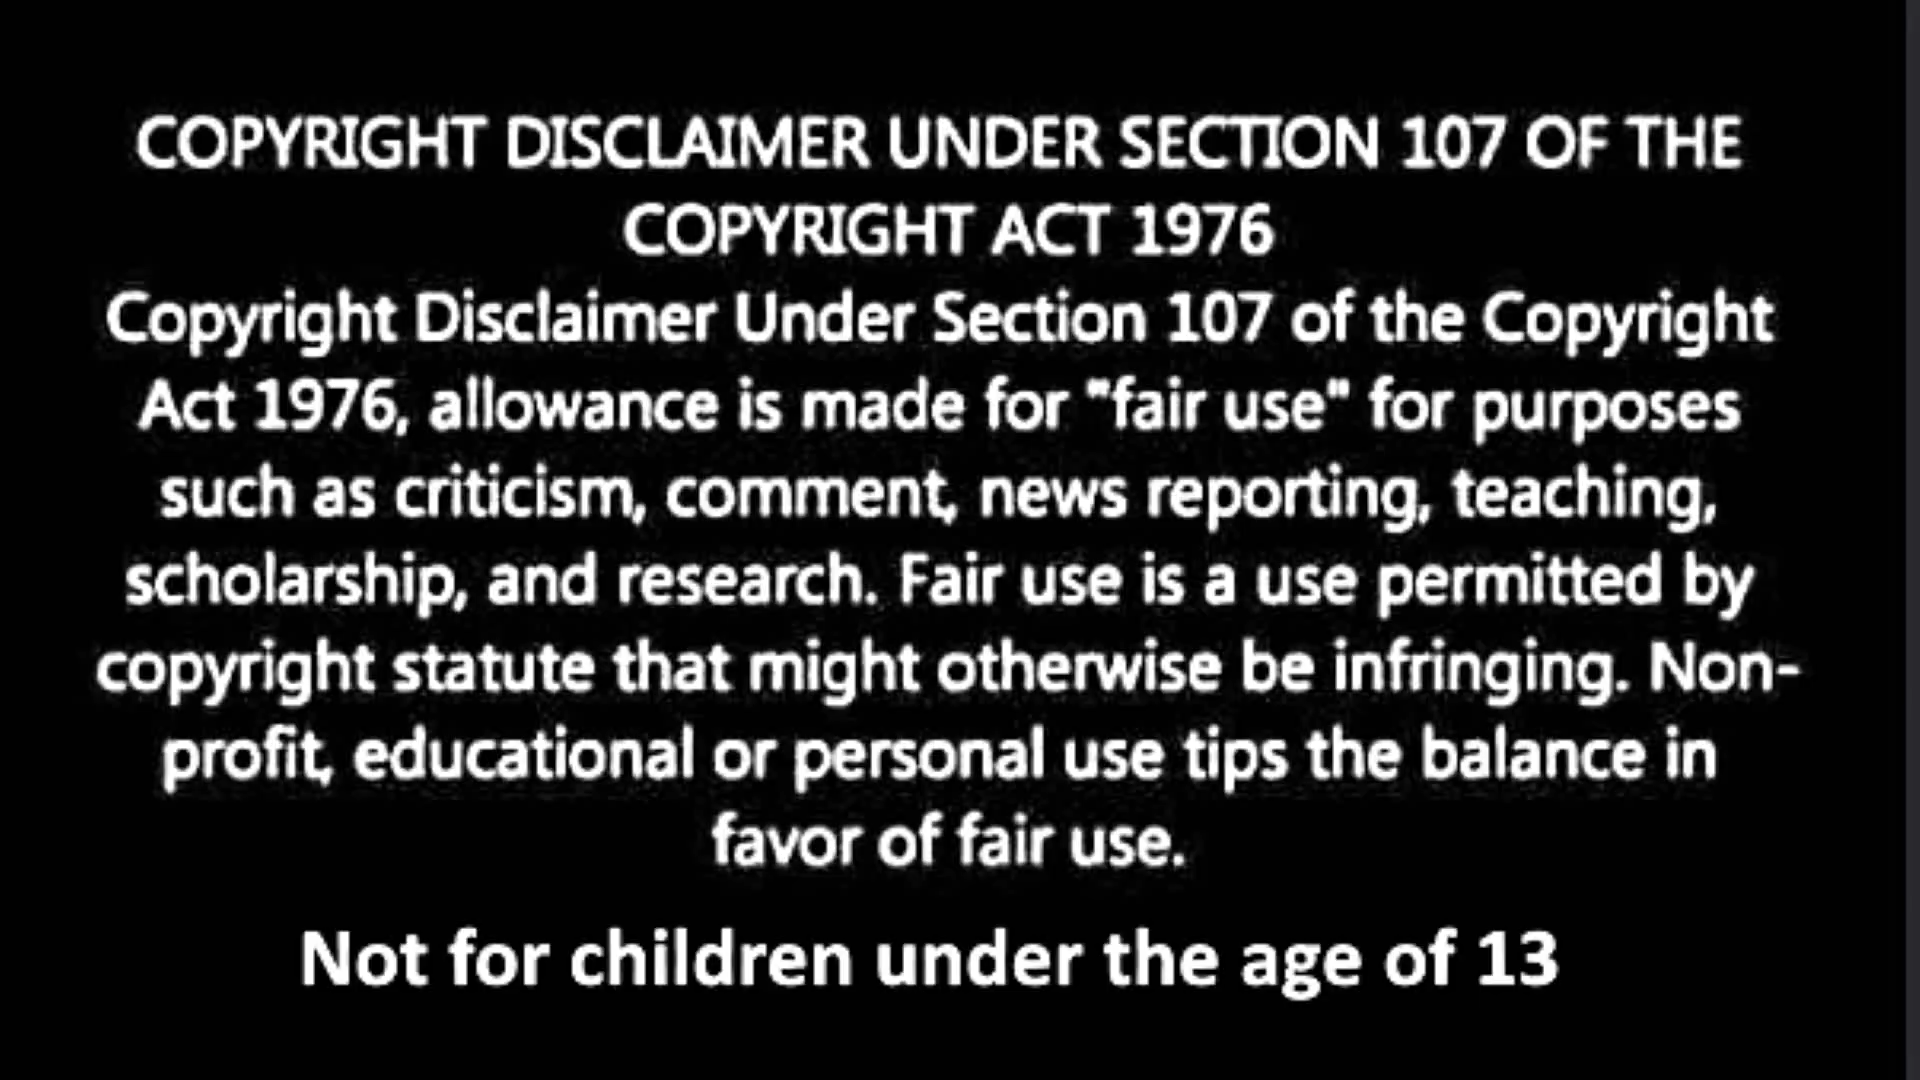 COPYRIGHT DISCLAIMER UNDER SECTION 107 OF THE
COPYRIGHT ACT 1976
Copyright Disclaimer Under Section 107 of the Copyright
Act 1976, allowance is made for "fair use" for purposes
such as criticism, comment, news reporting, teaching,
scholarship, and research. Fair use is a use permitted by
copyright statute that might otherwise be infringing. Non-
profit, educational or personal use tips the balance in
favor of fair use.
Not for children under the age of 13